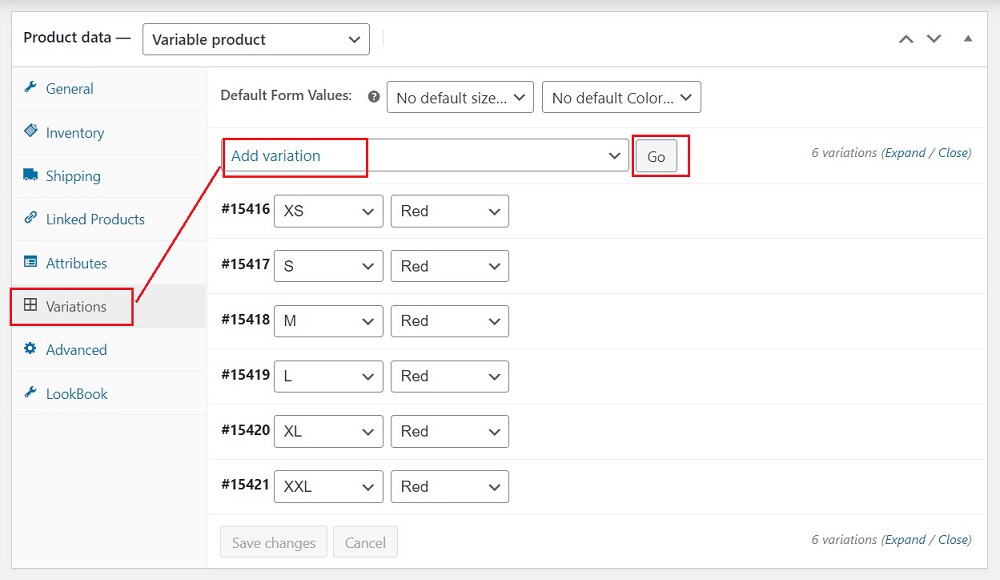 Product data — Variable product
General
Inventory
Shipping
Linked Products
Attributes
Variations
Advanced
LookBook
Default Form Values: ? No default size... No default Color...
Add variation Go 6 variations (Expand / Close)
#15416 XS Red
#15417 S Red
#15418 M Red
#15419 L Red
#15420 XL Red
#15421 XXL Red
Save changes Cancel 6 variations (Expand / Close)